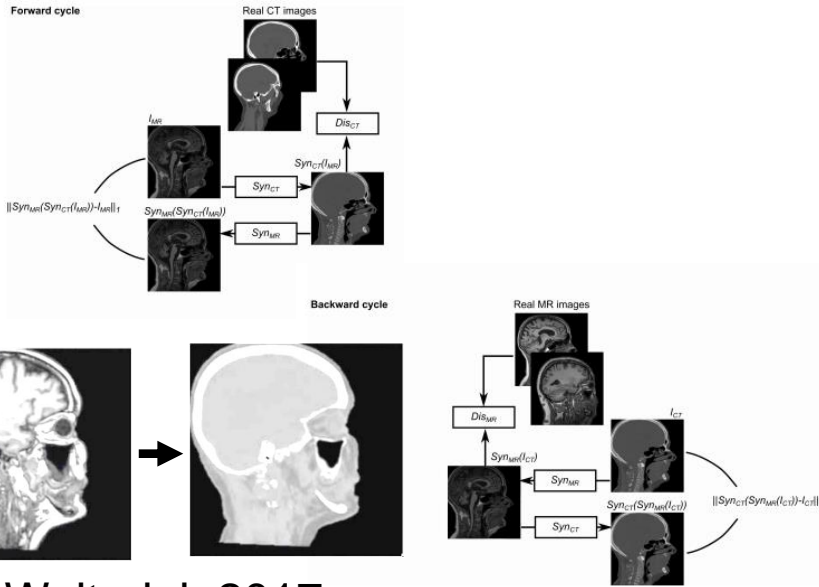 Forward cycle
Real CT images
Dis_CT
I_MR
Syn_CT(I_MR)
Syn_CT
||Syn_MR(Syn_CT(I_MR))-I_MR||_1
Syn_MR(Syn_CT(I_MR))
Syn_MR
Backward cycle
Real MR images
Dis_MR
I_CT
Syn_MR(I_CT)
Syn_MR
Syn_CT(Syn_MR(I_CT))
||Syn_CT(Syn_MR(I_CT))-I_CT||
Syn_CT